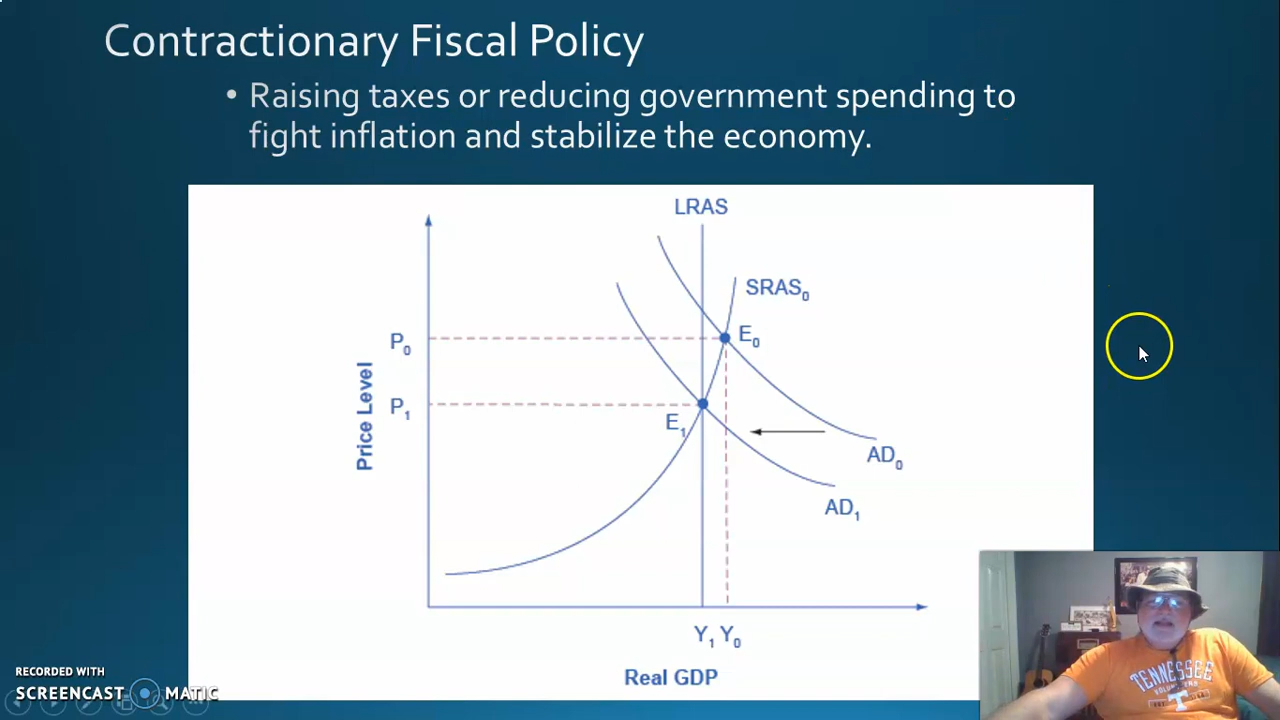 Contractionary Fiscal Policy
• Raising taxes or reducing government spending to
fight inflation and stabilize the economy.
LRAS
SRAS₀
P₀
E₀
Price Level
P₁
E₁
AD₀
AD₁
Y₁ Y₀
Real GDP
TENNESSEE
VOLUNTEERS
T
RECORDED WITH
SCREENCAST MATIC